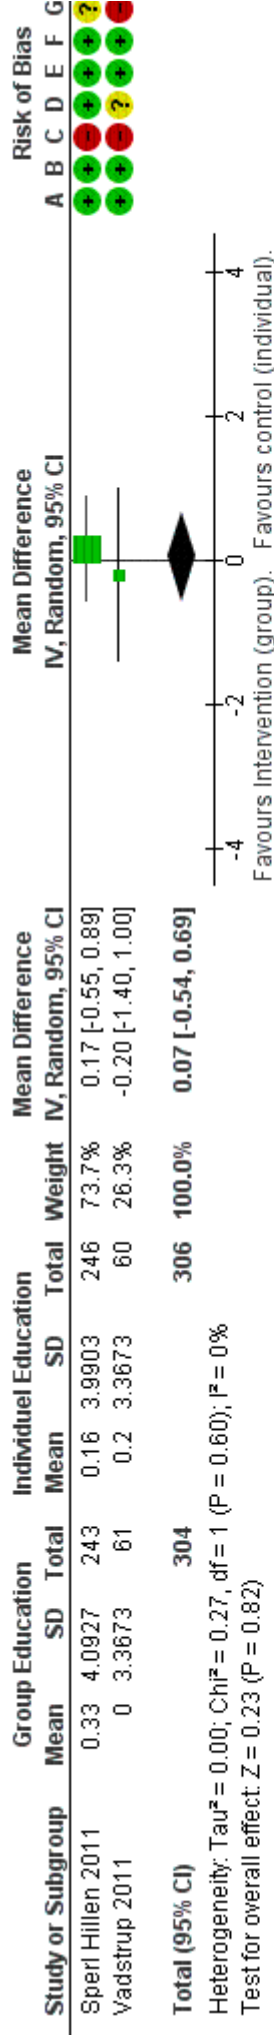 Group Education Individuel Education Mean Difference Mean Difference Risk of Bias
Study or Subgroup Mean SD Total Mean SD Total Weight IV, Random, 95% CI IV, Random, 95% CI A B C D E F G
Sperl Hillen 2011 0.33 4.0927 243 0.16 3.9903 246 73.7% 0.17 [-0.55, 0.89] + + - + + + ?
Vadstrup 2011 0 3.3673 61 0.2 3.3673 60 26.3% -0.20 [-1.40, 1.00] + + - ? + + -
Total (95% CI) 304 306 100.0% 0.07 [-0.54, 0.69]
Heterogeneity: Tau² = 0.00; Chi² = 0.27, df = 1 (P = 0.60); I² = 0%
Test for overall effect: Z = 0.23 (P = 0.82)
-4 -2 0 2 4
Favours Intervention (group). Favours control (individual).